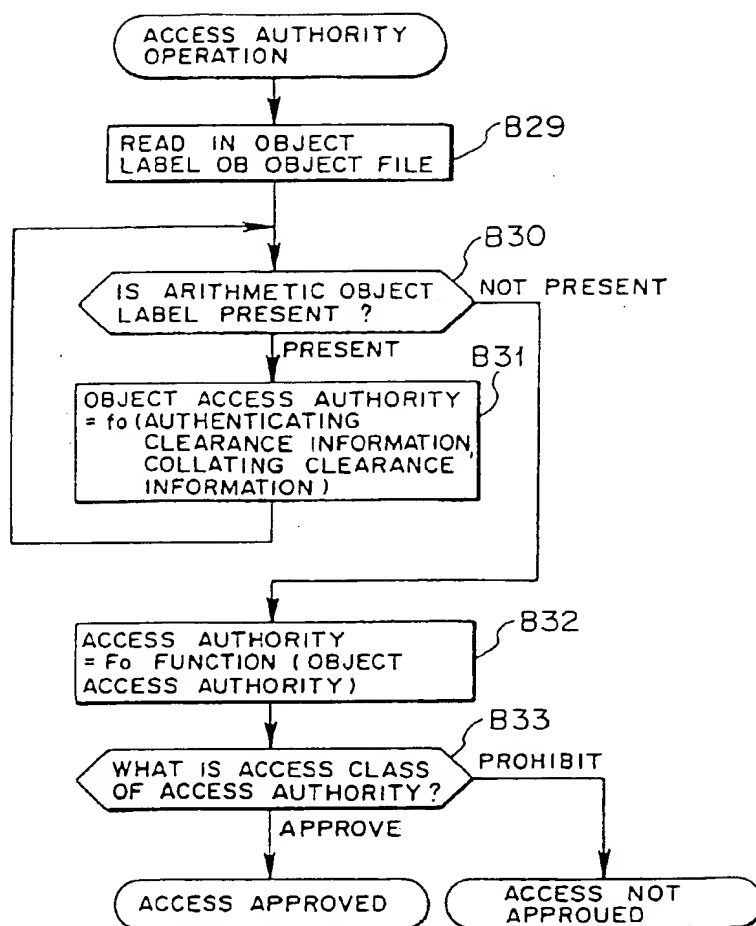 ACCESS AUTHORITY
OPERATION
READ IN OBJECT
LABEL OB OBJECT FILE
B29
B30
IS ARITHMETIC OBJECT
LABEL PRESENT ?
NOT PRESENT
PRESENT
B31
OBJECT ACCESS AUTHORITY
= fo (AUTHENTICATING
CLEARANCE INFORMATION,
COLLATING CLEARANCE
INFORMATION)
ACCESS AUTHORITY
= Fo FUNCTION (OBJECT
ACCESS AUTHORITY)
B32
B33
WHAT IS ACCESS CLASS
OF ACCESS AUTHORITY?
PROHIBIT
APPROVE
ACCESS APPROVED
ACCESS NOT
APPROUED